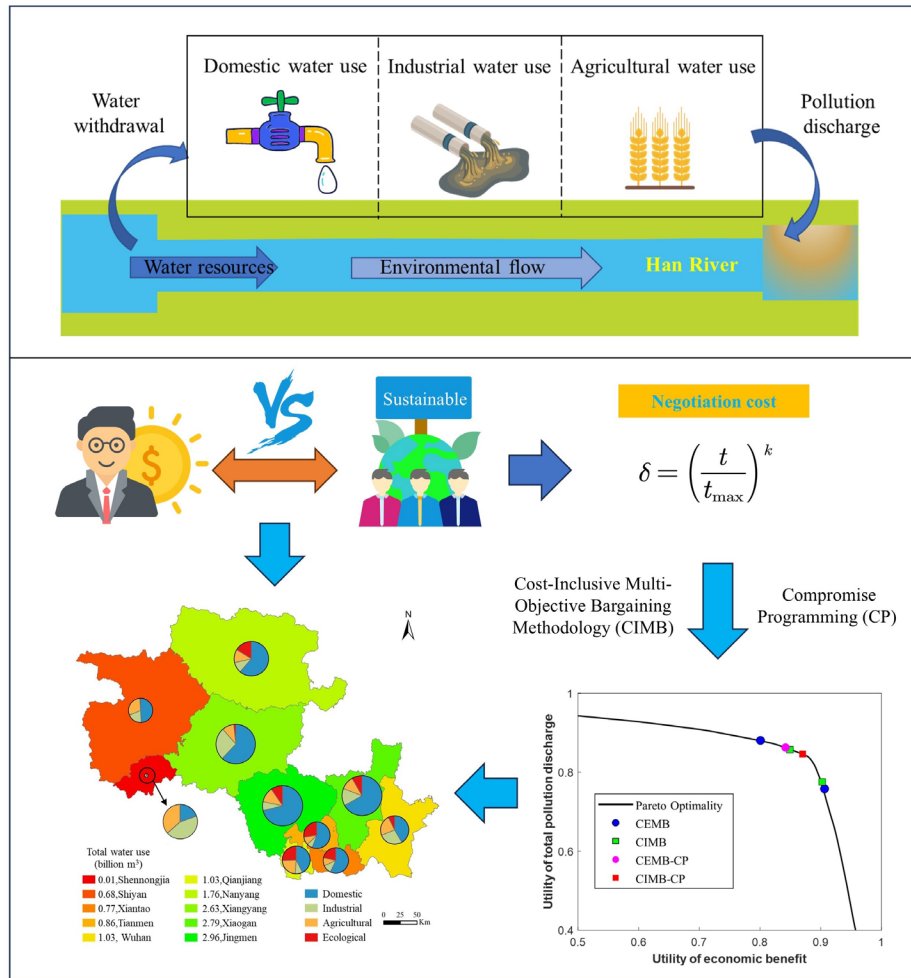 Domestic water use
Industrial water use
Agricultural water use
Water
withdrawal
Pollution
discharge
Water resources
Environmental flow
Han River
VS
Sustainable
$
Negotiation cost
δ = (t / t_max)^k
Cost-Inclusive Multi-
Objective Bargaining
Methodology (CIMB)
Compromise
Programming (CP)
N
Total water use
(billion m³)
0.01,Shennongjia
0.68,Shiyan
0.77,Xiantao
0.86,Tianmen
1.03, Wuhan
1.03,Qianjiang
1.76,Nanyang
2.63,Xiangyang
2.79,Xiaogan
2.96,Jingmen
Domestic
Industrial
Agricultural
Ecological
0 25 50
Km
Utility of total pollution discharge
1
0.8
0.6
0.4
Pareto Optimality
CEMB
CIMB
CEMB-CP
CIMB-CP
0.5 0.6 0.7 0.8 0.9 1
Utility of economic benefit